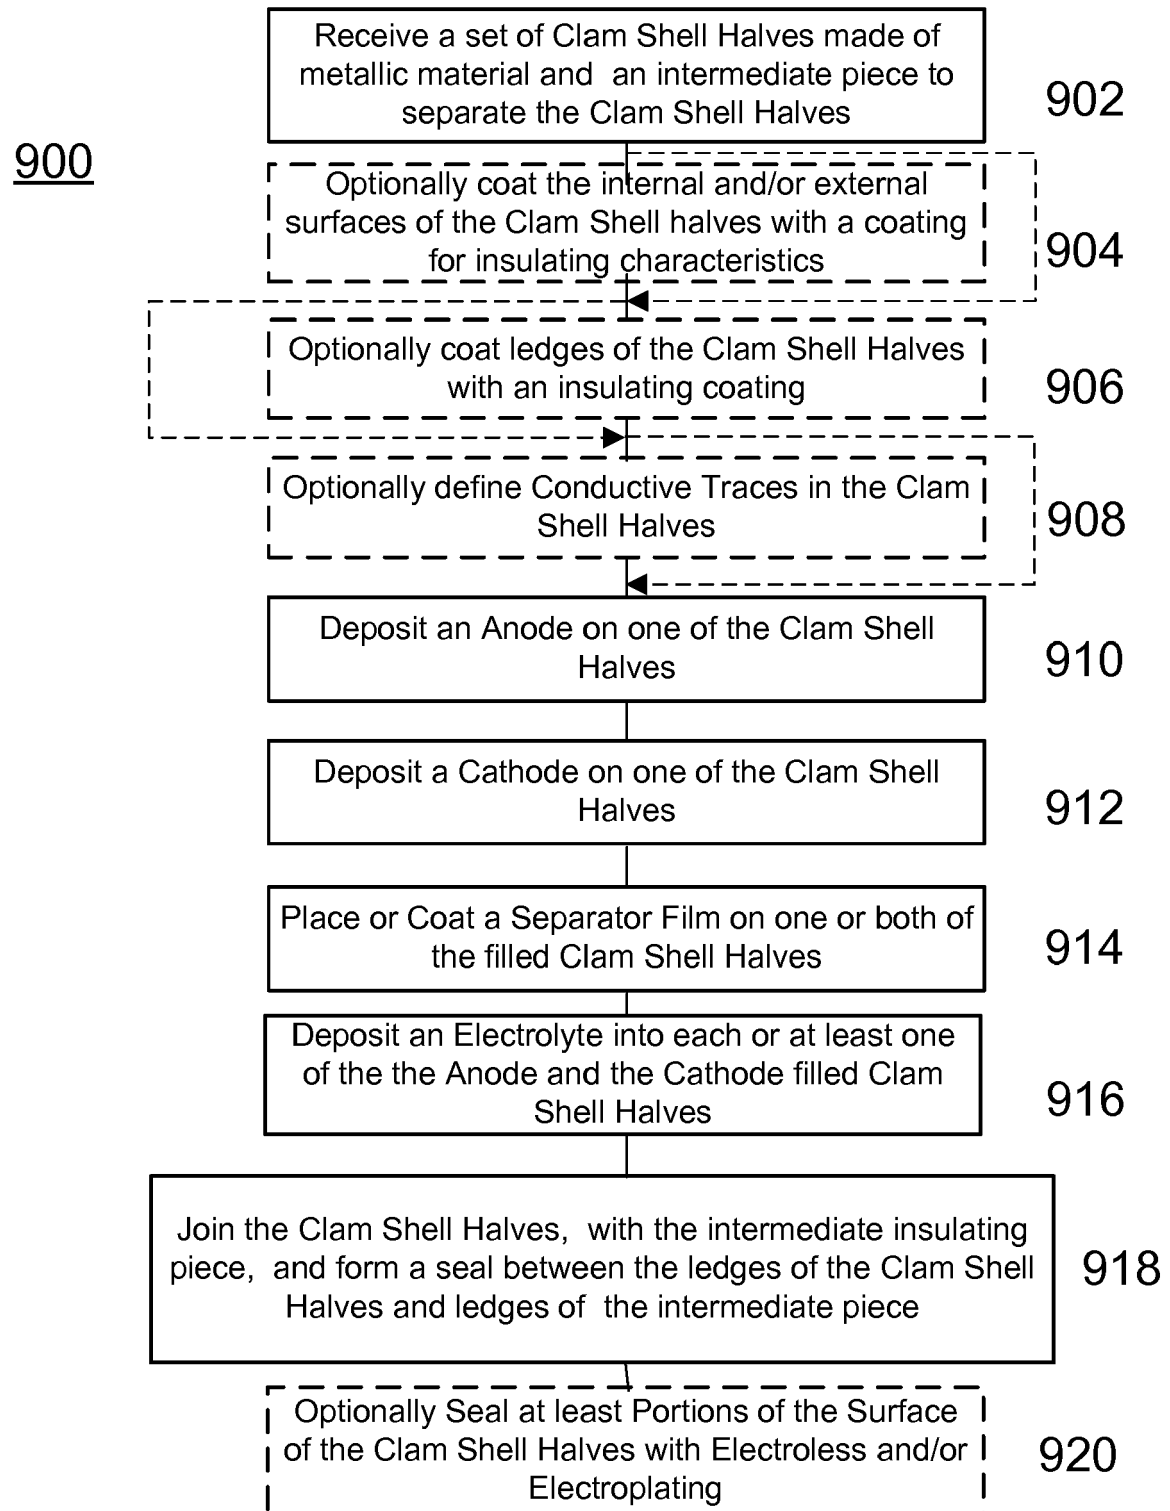 Receive a set of Clam Shell Halves made of
metallic material and an intermediate piece to
separate the Clam Shell Halves
902
900
Optionally coat the internal and/or external
surfaces of the Clam Shell halves with a coating
for insulating characteristics
904
Optionally coat ledges of the Clam Shell Halves
with an insulating coating
906
Optionally define Conductive Traces in the Clam
Shell Halves
908
Deposit an Anode on one of the Clam Shell
Halves
910
Deposit a Cathode on one of the Clam Shell
Halves
912
Place or Coat a Separator Film on one or both of
the filled Clam Shell Halves
914
Deposit an Electrolyte into each or at least one
of the the Anode and the Cathode filled Clam
Shell Halves
916
Join the Clam Shell Halves, with the intermediate insulating
piece, and form a seal between the ledges of the Clam Shell
Halves and ledges of the intermediate piece
918
Optionally Seal at least Portions of the Surface
of the Clam Shell Halves with Electroless and/or
Electroplating
920